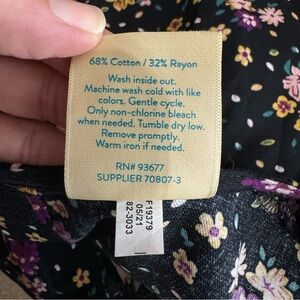 68% Cotton / 32% Rayon
Wash inside out.
Machine wash cold with like
colors. Gentle cycle.
Only non-chlorine bleach
when needed. Tumble dry low.
Remove promptly.
Warm iron if needed.
RN# 93677
SUPPLIER 70807-3
F19379
05/21
82-3033